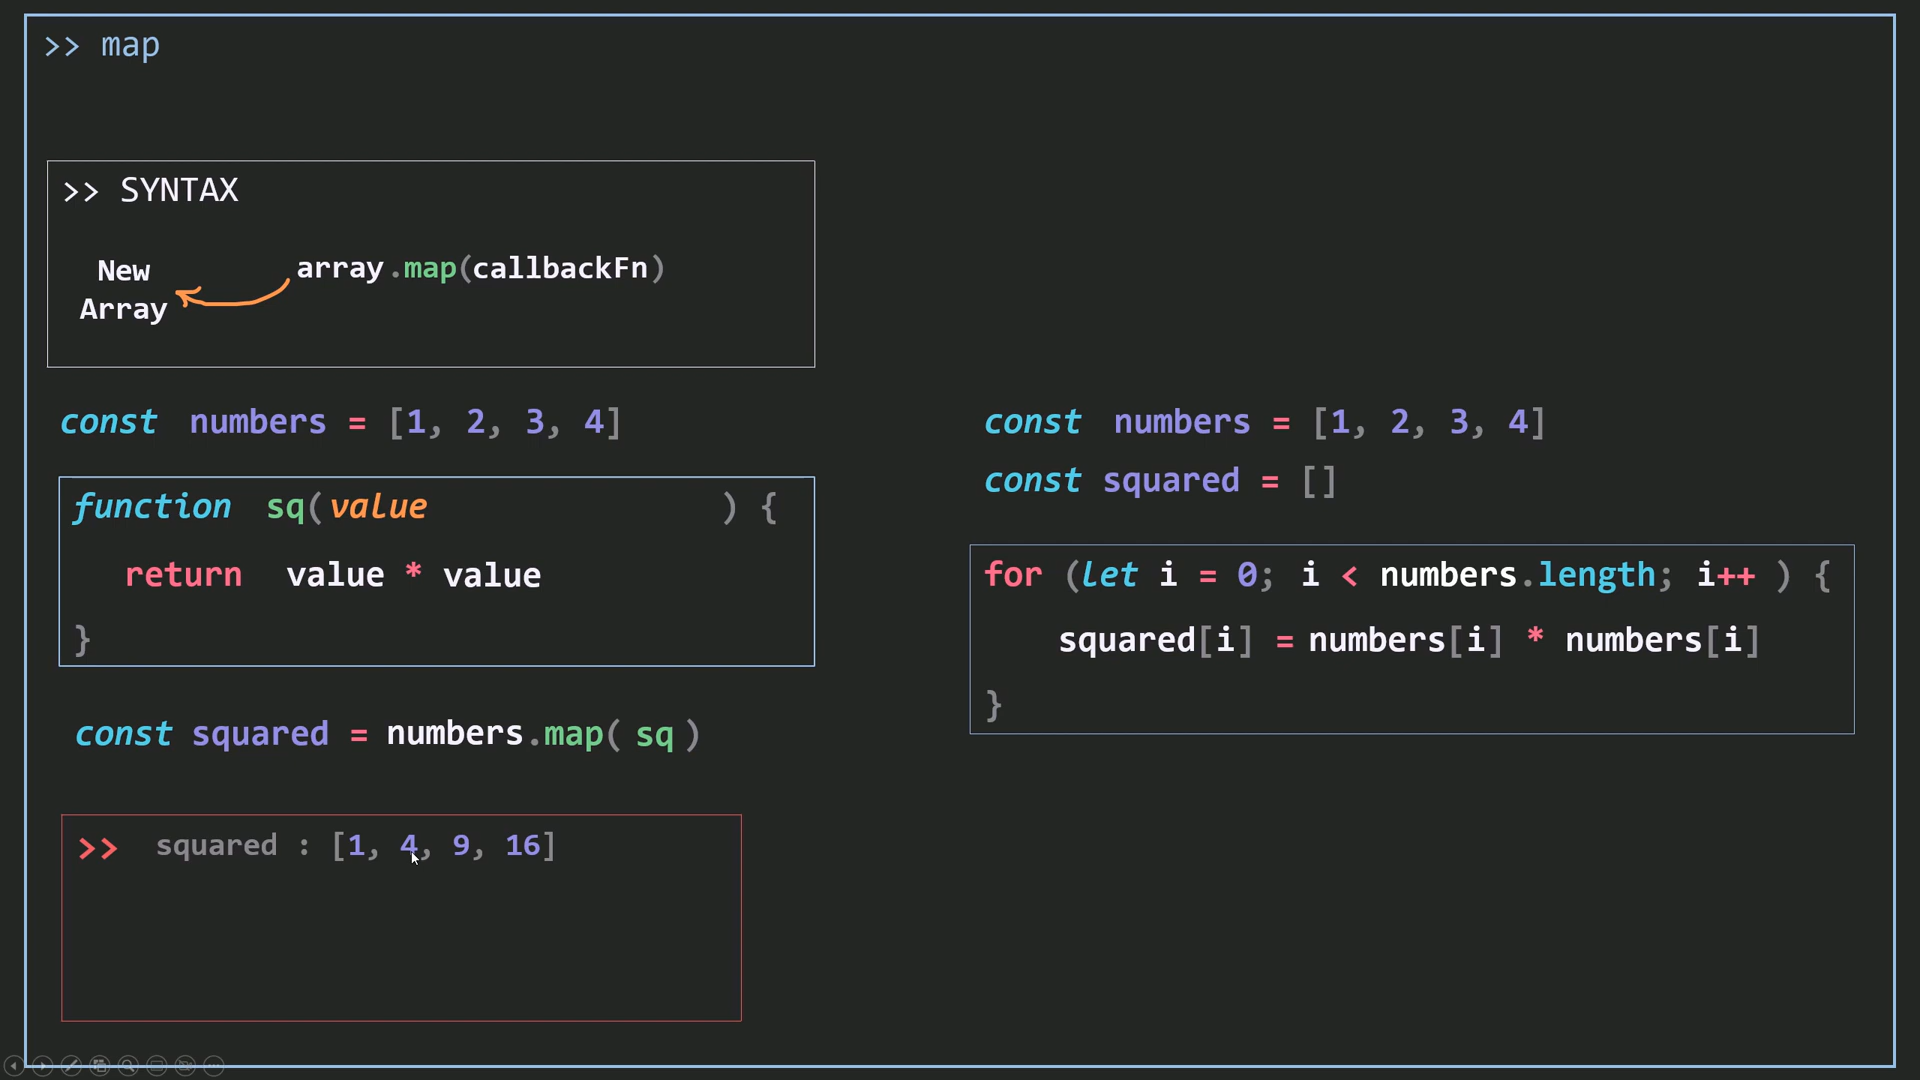 >> map
>> SYNTAX
New
Array
array.map(callbackFn)
const numbers = [1, 2, 3, 4]
function sq(value ) {
return value * value
}
const squared = numbers.map( sq )
>> squared : [1, 4, 9, 16]
const numbers = [1, 2, 3, 4]
const squared = []
for (let i = 0; i < numbers.length; i++ ) {
squared[i] = numbers[i] * numbers[i]
}